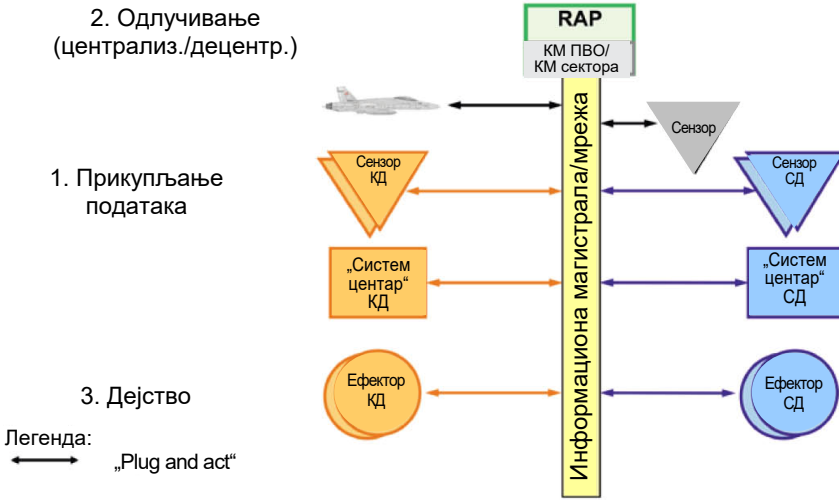 2. Одлучивање
(централиз./децентр.)
RAP
КМ ПВО/
КМ сектора
Сензор
1. Прикупљање
података
Сензор
КД
Сензор
СД
„Систем
центар“
КД
„Систем
центар“
СД
Информациона магистрала/мрежа
3. Дејство
Ефектор
КД
Ефектор
СД
Легенда:
„Plug and act“